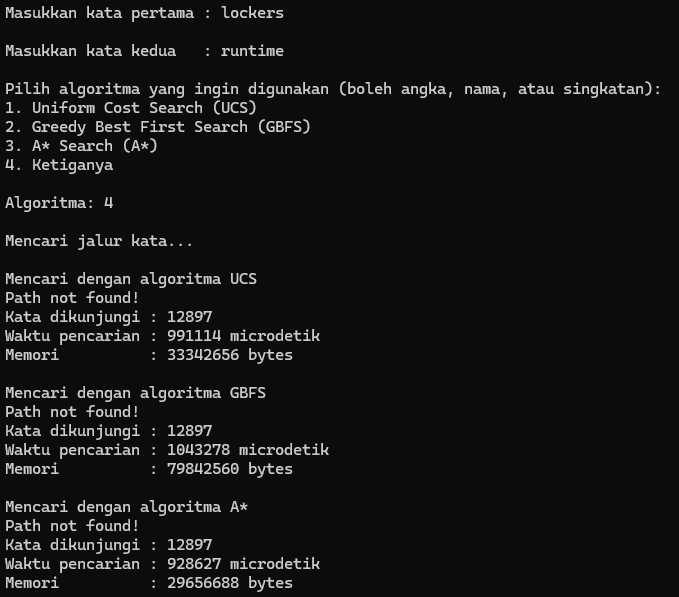 Masukkan kata pertama : lockers
Masukkan kata kedua   : runtime
Pilih algoritma yang ingin digunakan (boleh angka, nama, atau singkatan):
1. Uniform Cost Search (UCS)
2. Greedy Best First Search (GBFS)
3. A* Search (A*)
4. Ketiganya
Algoritma: 4
Mencari jalur kata...
Mencari dengan algoritma UCS
Path not found!
Kata dikunjungi : 12897
Waktu pencarian : 991114 microdetik
Memori          : 33342656 bytes
Mencari dengan algoritma GBFS
Path not found!
Kata dikunjungi : 12897
Waktu pencarian : 1043278 microdetik
Memori          : 79842560 bytes
Mencari dengan algoritma A*
Path not found!
Kata dikunjungi : 12897
Waktu pencarian : 928627 microdetik
Memori          : 29656688 bytes